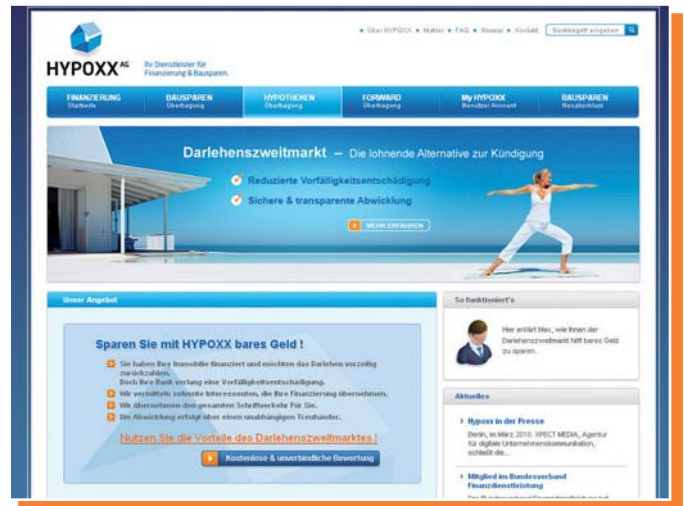 Über HYPOXX Makler FAQ Glossar Kontakt Suchbegriff eingeben
HYPOXX AG
Ihr Dienstleister für
Finanzierung & Bausparen.
FINANZIERUNG
Startseite
BAUSPAREN
Übertragung
HYPOTHEKEN
Übertragung
FORWARD
Übertragung
My HYPOXX
Benutzer Account
BAUSPAREN
Neuabschluss
Darlehenszweitmarkt – Die lohnende Alternative zur Kündigung
Reduzierte Vorfälligkeitsentschädigung
Sichere & transparente Abwicklung
MEHR ERFAHREN
Unser Angebot
Sparen Sie mit HYPOXX bares Geld !
Sie haben Ihre Immobilie finanziert und möchten das Darlehen vorzeitig
zurückzahlen.
Doch Ihre Bank verlang eine Vorfälligkeitsentschädigung.
Wir vermitteln solvente Interessenten, die Ihre Finanzierung übernehmen.
Wir übernehmen den gesamten Schriftverkehr Für Sie.
Die Abwicklung erfolgt über einen unabhängigen Treuhänder.
Nutzen Sie die Vorteile des Darlehenszweitmarktes !
Kostenlose & unverbindliche Bewertung
So funktioniert's
Hier erklärt Max, wie Ihnen der
Darlehenszweitmarkt hilft bares Geld
zu sparen.
Aktuelles
Hypoxx in der Presse
Berlin, im März 2010. XPECT MEDIA, Agentur
für digitale Unternehmenskommunikation,
schließt die...
Mitglied im Bundesverband
Finanzdienstleistung